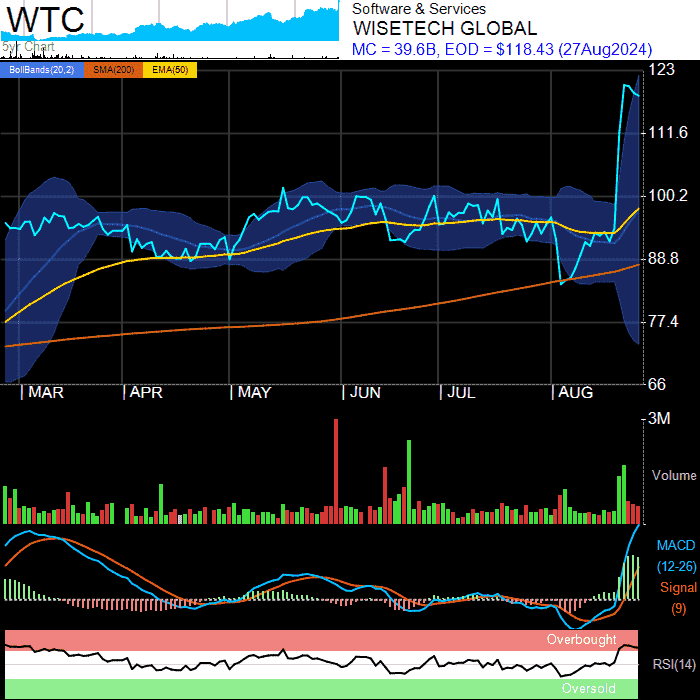 WTC
5yr Chart
Software & Services
WISETECH GLOBAL
MC = 39.6B, EOD = $118.43 (27Aug2024)
BollBands(20,2) SMA(200) EMA(50)
123
111.6
100.2
88.8
77.4
66
| MAR | APR | MAY | JUN | JUL | AUG
3M
Volume
MACD
(12-26)
Signal
(9)
Overbought
RSI(14)
Oversold